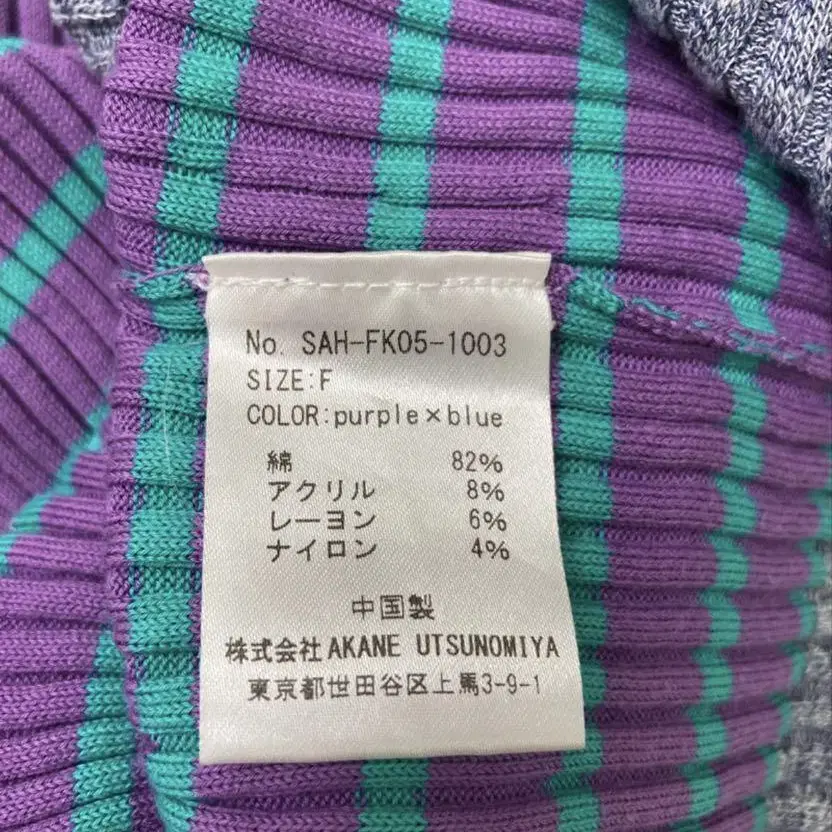 No. SAH-FK05-1003
SIZE:F
COLOR:purple×blue
綿 82%
アクリル 8%
レーヨン 6%
ナイロン 4%
中国製
株式会社AKANE UTSUNOMIYA
東京都世田谷区上馬3-9-1